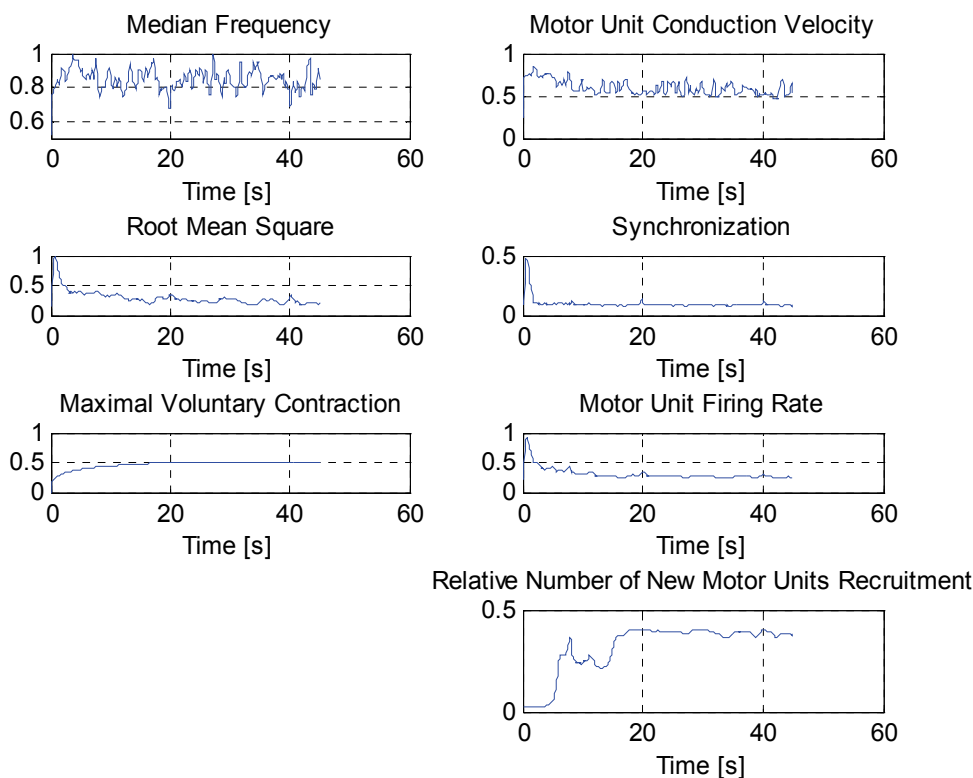 Median Frequency
1
0.8
0.6
0 20 40 60
Time [s]
Motor Unit Conduction Velocity
1
0.5
0
0 20 40 60
Time [s]
Root Mean Square
1
0.5
0
0 20 40 60
Time [s]
Synchronization
0.5
0
0 20 40 60
Time [s]
Maximal Voluntary Contraction
1
0.5
0
0 20 40 60
Time [s]
Motor Unit Firing Rate
1
0.5
0
0 20 40 60
Time [s]
Relative Number of New Motor Units Recruitment
0.5
0
0 20 40 60
Time [s]